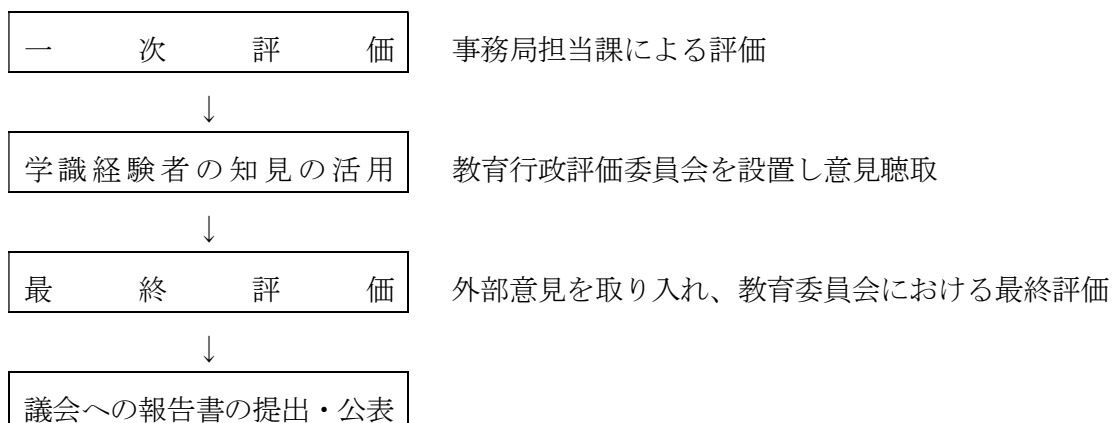 一次評価 事務局担当課による評価
↓
学識経験者の知見の活用 教育行政評価委員会を設置し意見聴取
↓
最終評価 外部意見を取り入れ、教育委員会における最終評価
↓
議会への報告書の提出・公表